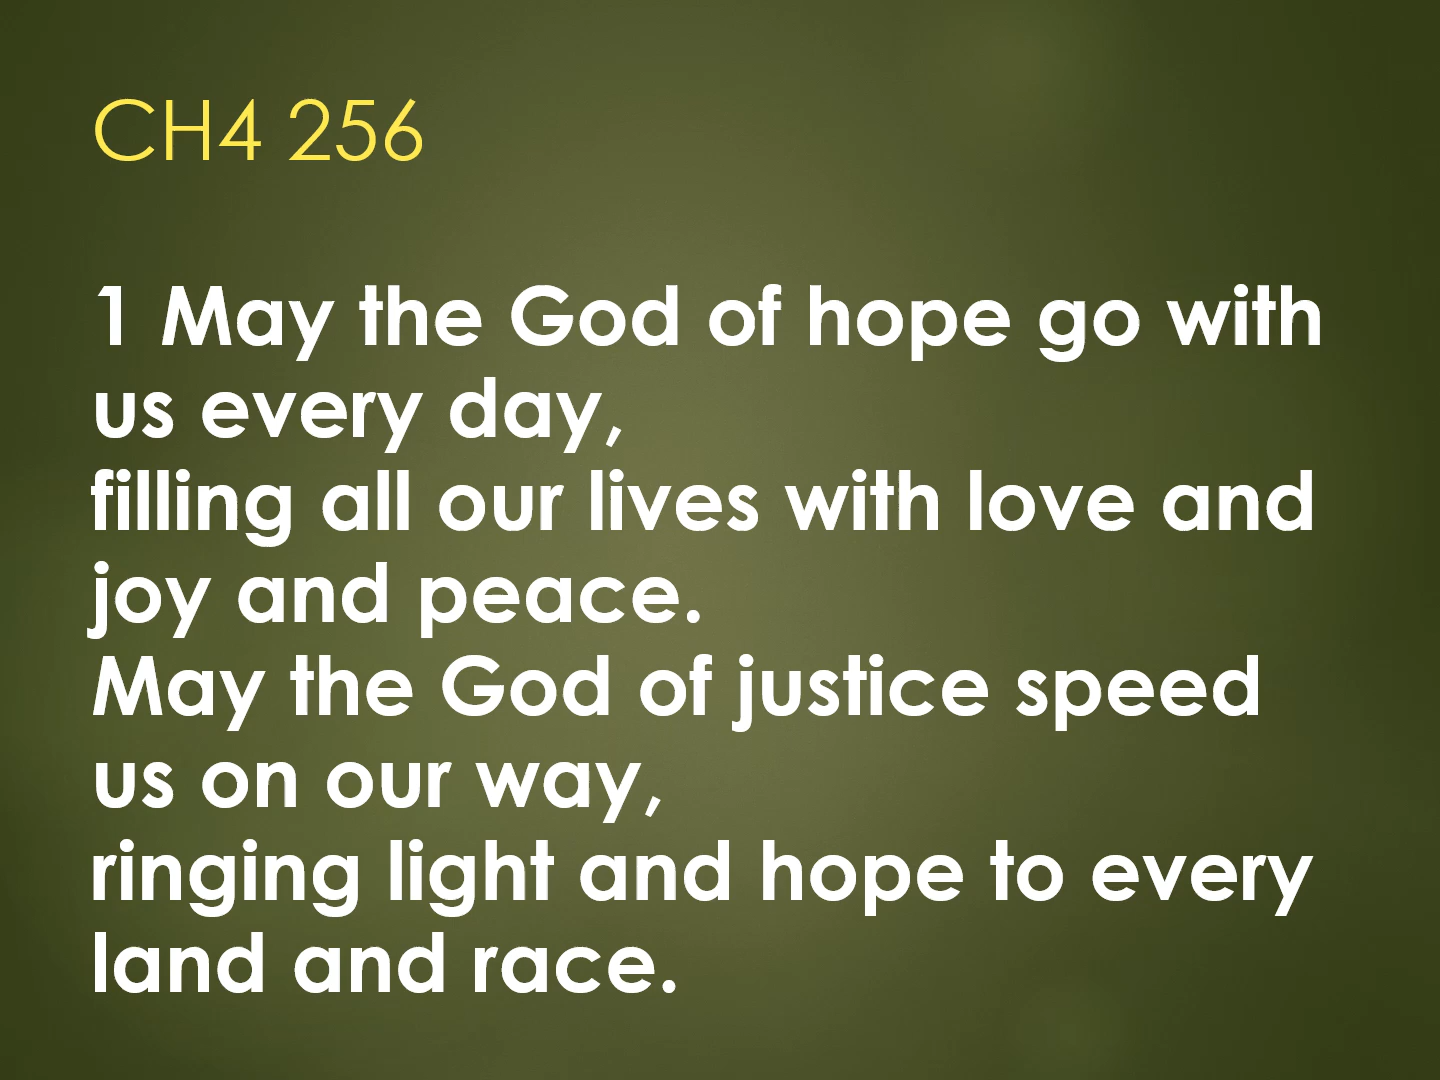 CH4 256
1 May the God of hope go with
us every day,
filling all our lives with love and
joy and peace.
May the God of justice speed
us on our way,
ringing light and hope to every
land and race.